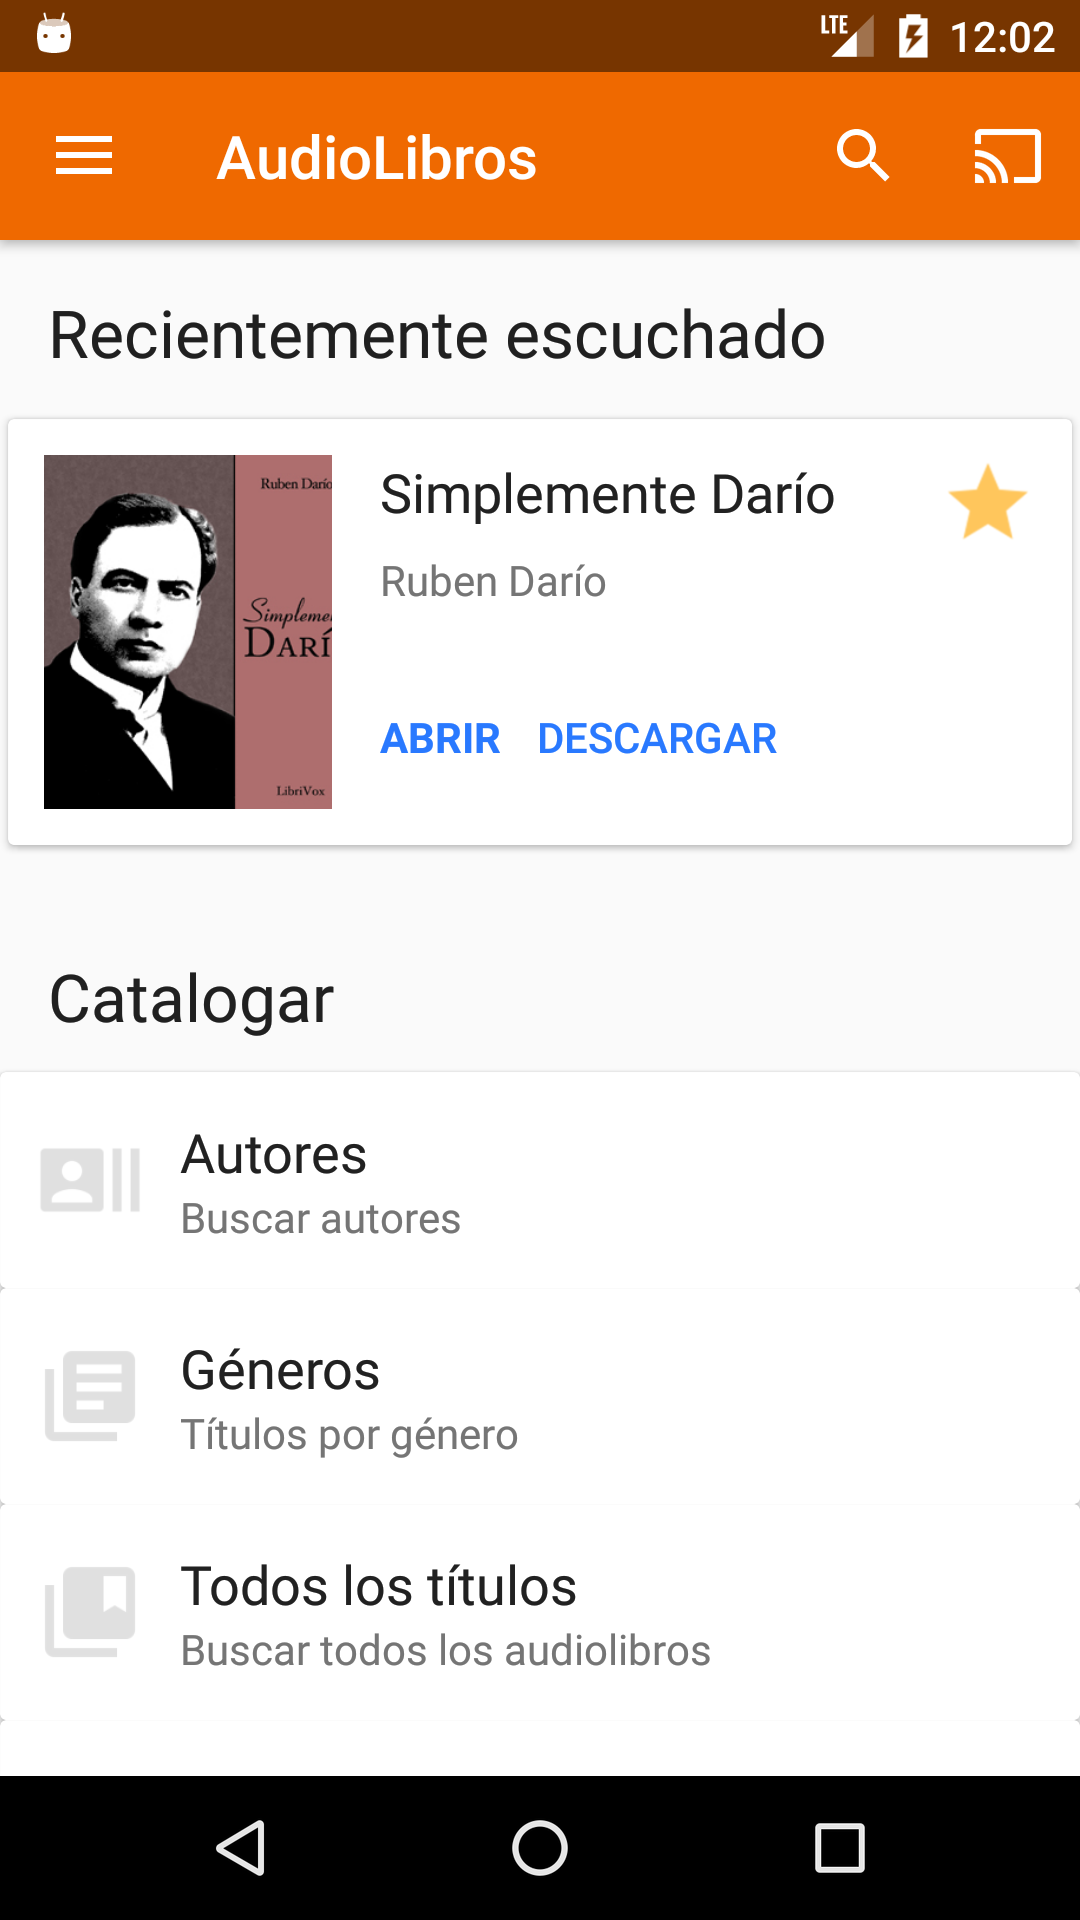 LTE 12:02
AudioLibros
Recientemente escuchado
Ruben Darío
Simpleme
DARÍ
LibriVox
Simplemente Darío
Ruben Darío
ABRIR DESCARGAR
Catalogar
Autores
Buscar autores
Géneros
Títulos por género
Todos los títulos
Buscar todos los audiolibros